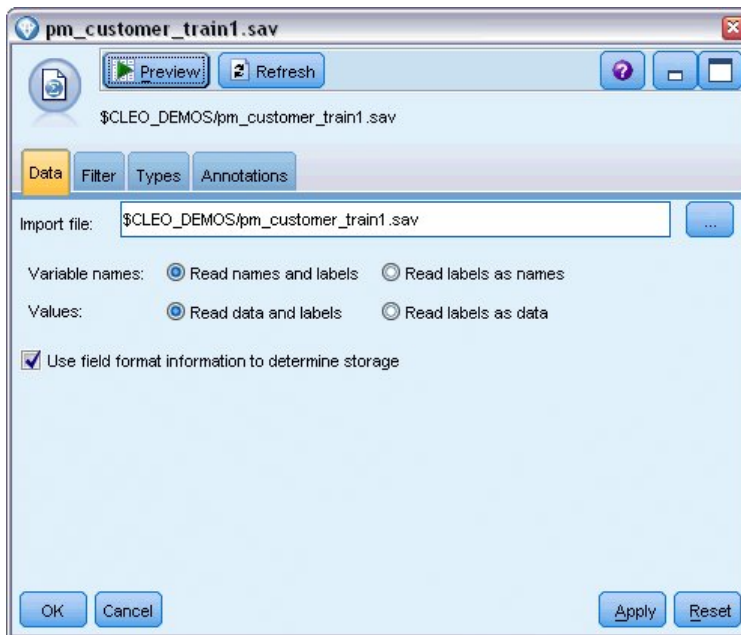 pm_customer_train1.sav
Preview Refresh
$CLEO_DEMOS/pm_customer_train1.sav
Data Filter Types Annotations
Import file: $CLEO_DEMOS/pm_customer_train1.sav ...
Variable names: Read names and labels Read labels as names
Values: Read data and labels Read labels as data
Use field format information to determine storage
OK Cancel Apply Reset